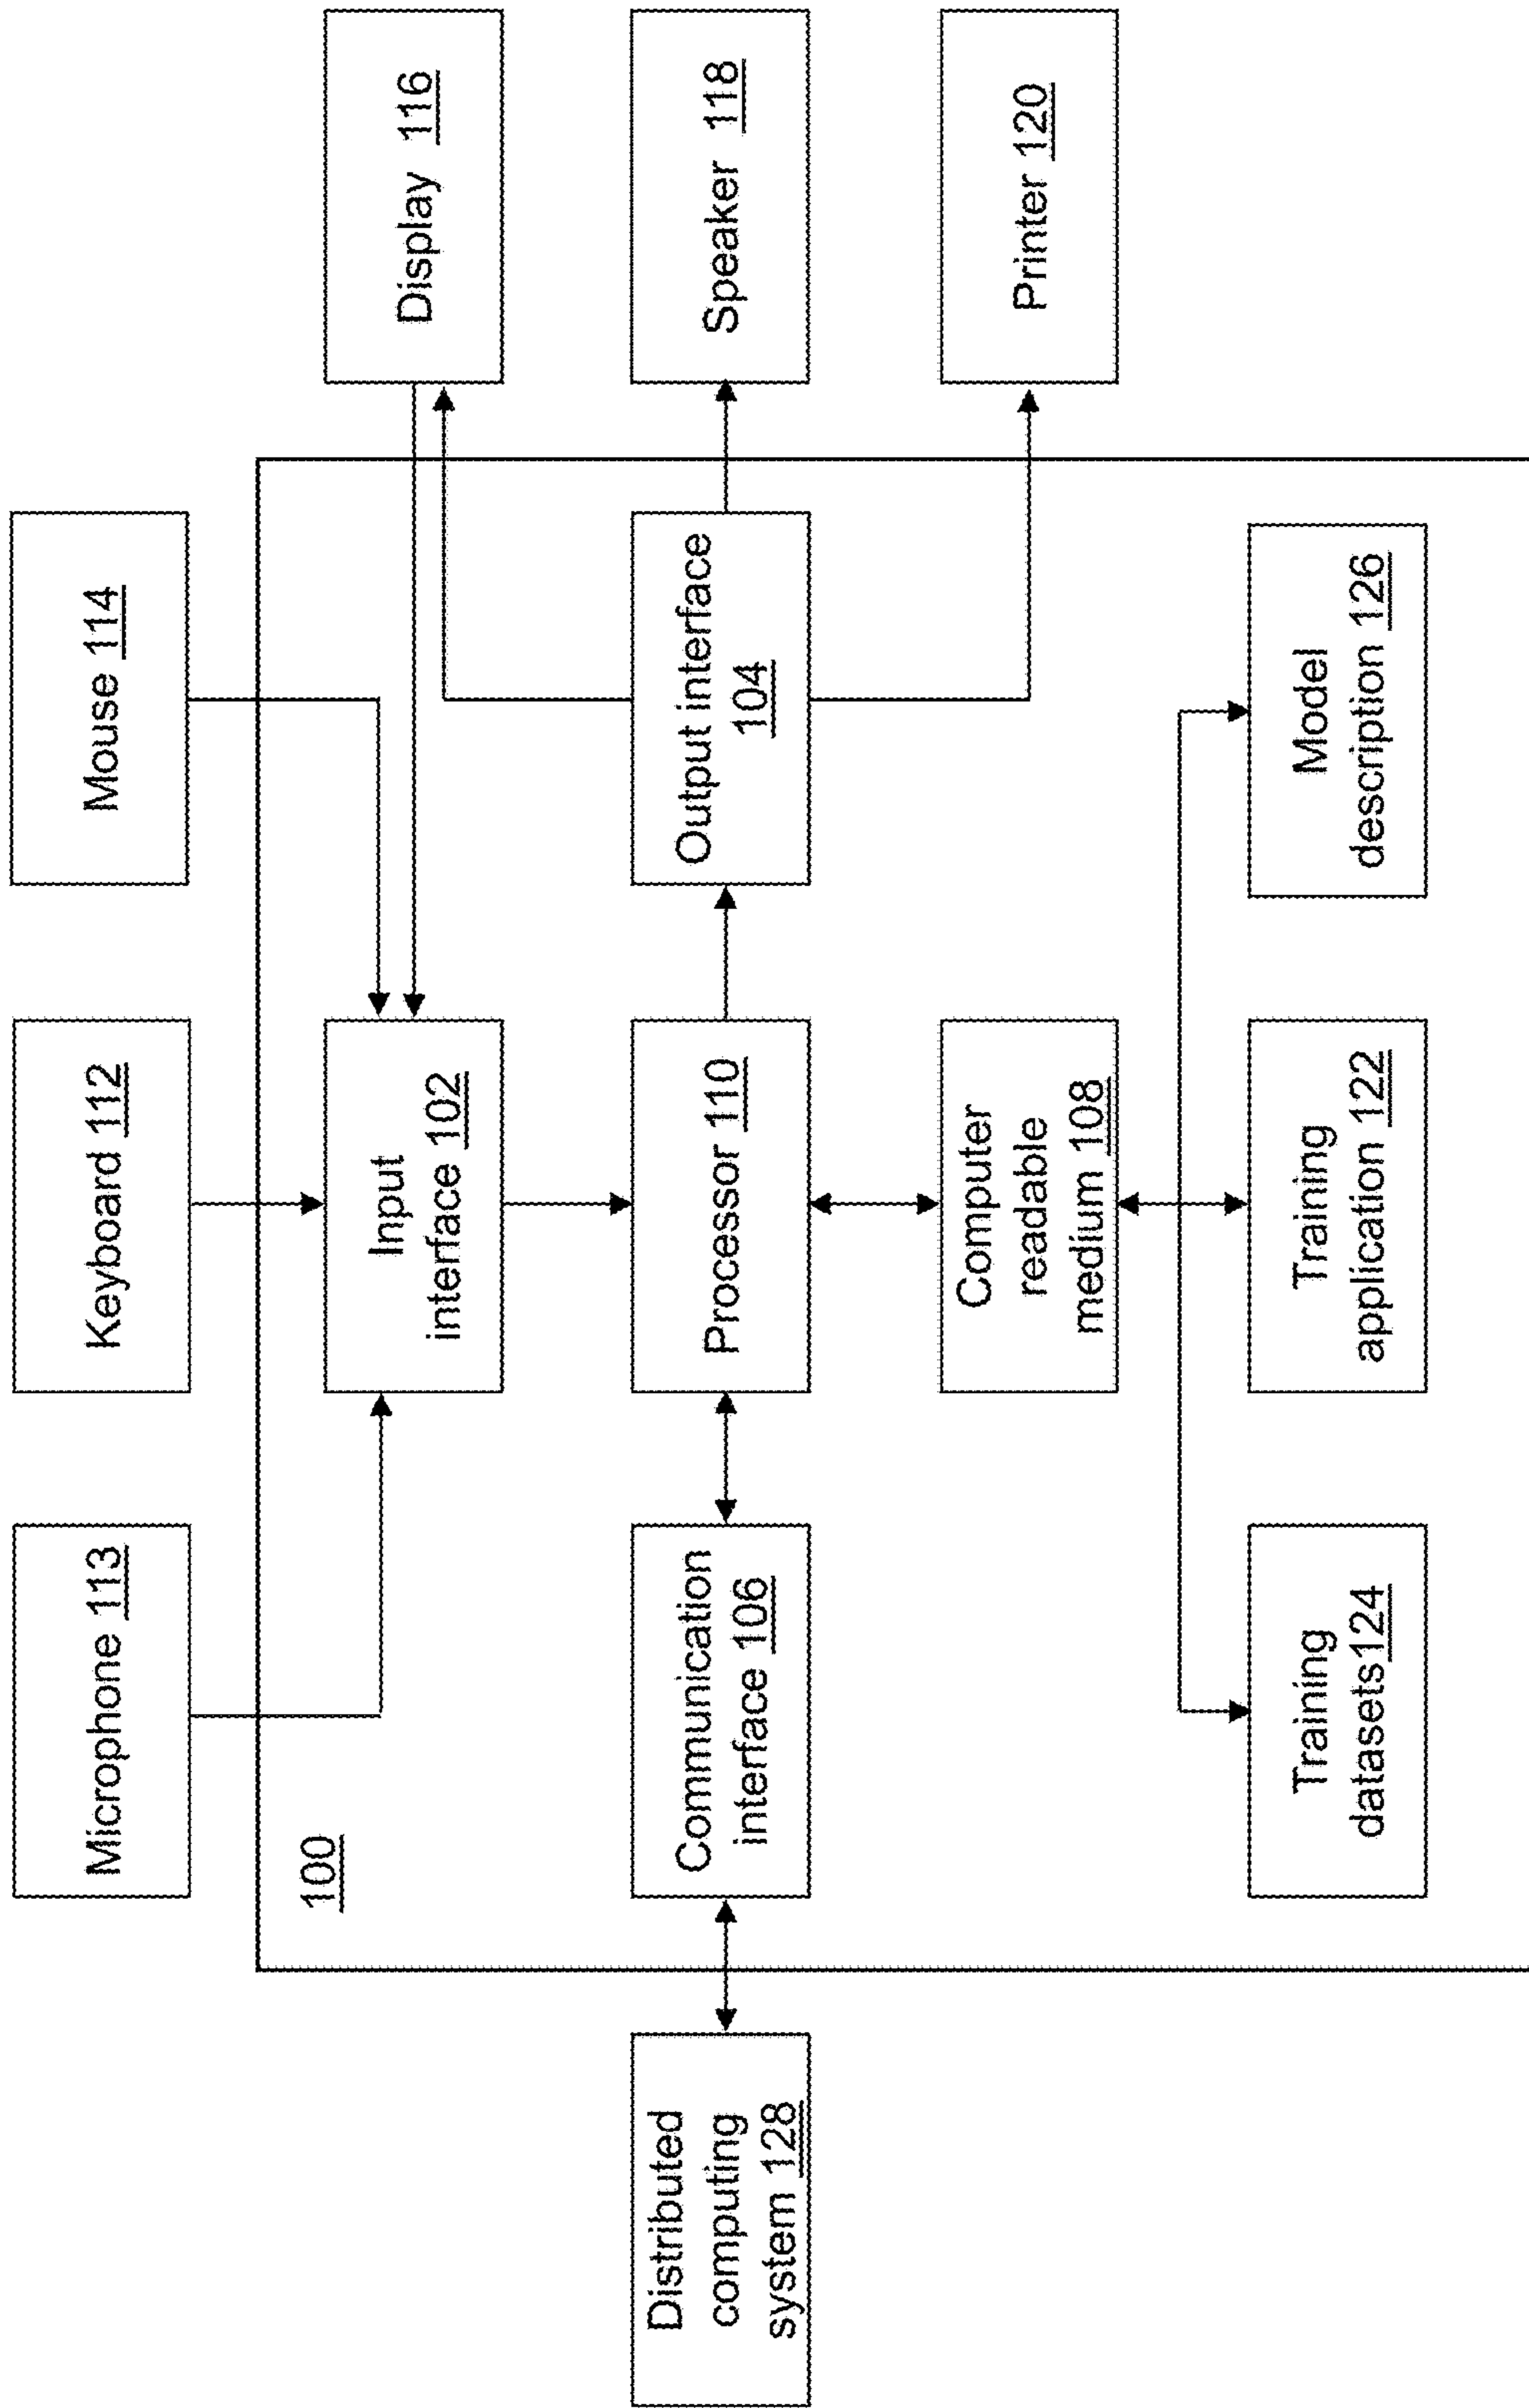 Microphone 113
Keyboard 112
Mouse 114
100
Input
interface 102
Display 116
Distributed
computing
system 128
Communication
interface 106
Processor 110
Output interface
104
Speaker 118
Computer
readable
medium 108
Printer 120
Training
datasets124
Training
application 122
Model
description 126